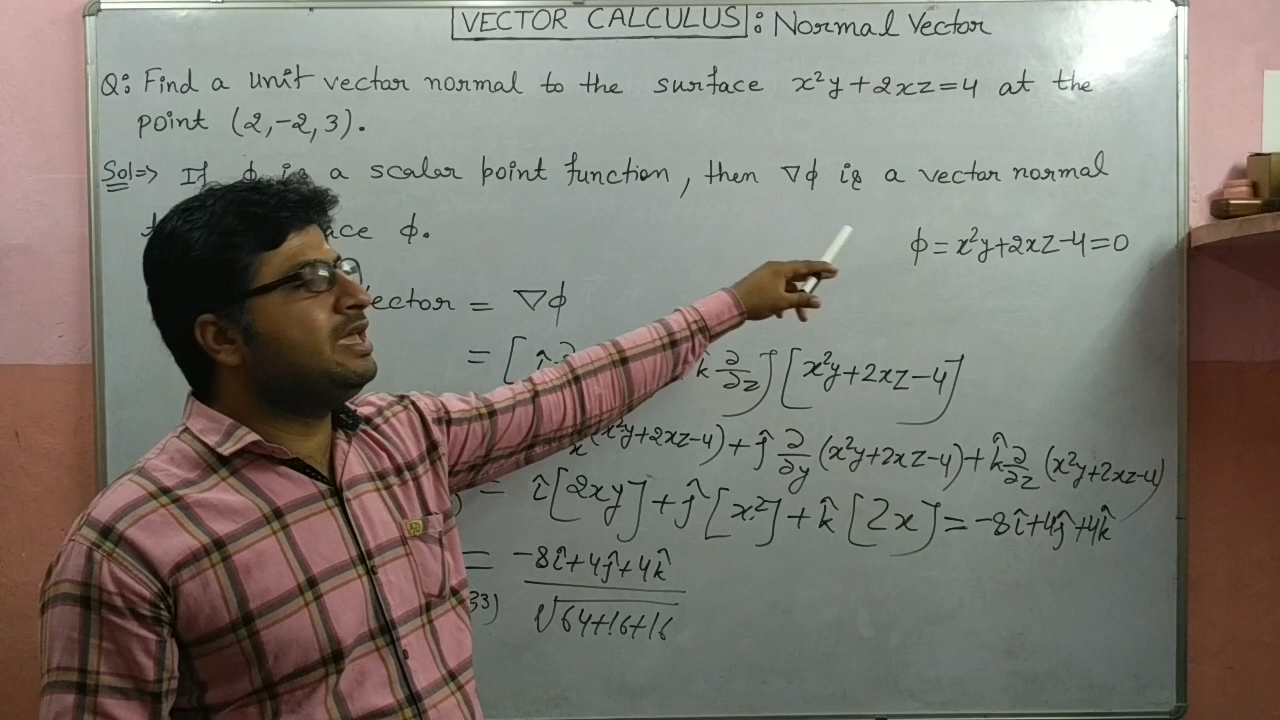 VECTOR CALCULUS : Normal Vector
Q: Find a unit vector normal to the surface x²y+2xz=4 at the
point (2,-2,3).
Sol=> If ϕ is a scalar point function, then ∇ϕ is a vector normal
ace ϕ.
ϕ = x²y+2xz-4=0
ector = ∇ϕ
= [î ∂ k̂ ∂/∂z] [x²y+2xz-4]
x (x²y+2xz-4) + ĵ ∂/∂y (x²y+2xz-4) + k̂ ∂/∂z (x²y+2xz-4)
) = î[2xy] + ĵ[x²] + k̂[2x] = -8î+4ĵ+4k̂
= -8î+4ĵ+4k̂ / √64+16+16
33)